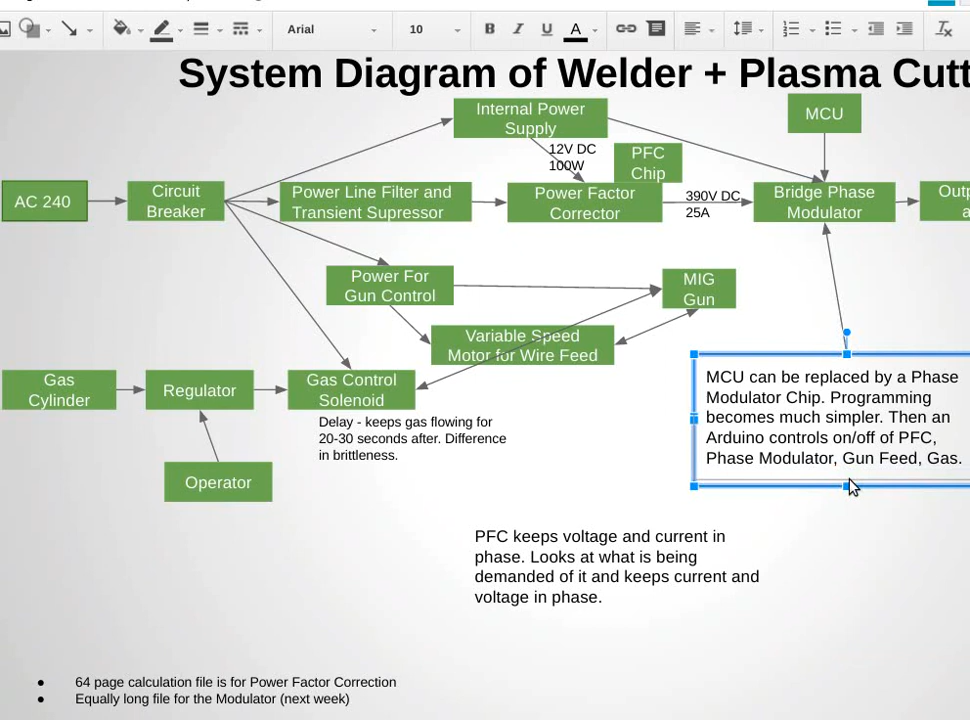 Arial
10
B I U A
System Diagram of Welder + Plasma Cutt
Internal Power
Supply
MCU
12V DC
100W
PFC
Chip
AC 240
Circuit
Breaker
Power Line Filter and
Transient Supressor
Power Factor
Corrector
390V DC
25A
Bridge Phase
Modulator
Outp
a
Power For
Gun Control
MIG
Gun
Variable Speed
Motor for Wire Feed
Gas
Cylinder
Regulator
Gas Control
Solenoid
MCU can be replaced by a Phase
Modulator Chip. Programming
becomes much simpler. Then an
Arduino controls on/off of PFC,
Phase Modulator, Gun Feed, Gas.
Delay - keeps gas flowing for
20-30 seconds after. Difference
in brittleness.
Operator
PFC keeps voltage and current in
phase. Looks at what is being
demanded of it and keeps current and
voltage in phase.
● 64 page calculation file is for Power Factor Correction
● Equally long file for the Modulator (next week)